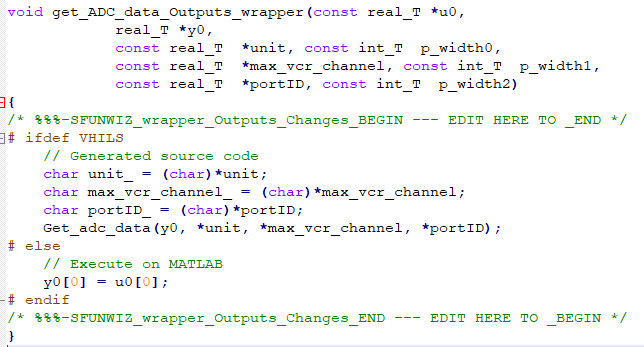 void get_ADC_data_Outputs_wrapper(const real_T *u0,
real_T *y0,
const real_T *unit, const int_T p_width0,
const real_T *max_vcr_channel, const int_T p_width1,
const real_T *portID, const int_T p_width2)
{
/* %%%-SFUNWIZ_wrapper_Outputs_Changes_BEGIN --- EDIT HERE TO _END */
# ifdef VHILS
// Generated source code
char unit_ = (char)*unit;
char max_vcr_channel_ = (char)*max_vcr_channel;
char portID_ = (char)*portID;
Get_adc_data(y0, *unit, *max_vcr_channel, *portID);
# else
// Execute on MATLAB
y0[0] = u0[0];
# endif
/* %%%-SFUNWIZ_wrapper_Outputs_Changes_END --- EDIT HERE TO _BEGIN */
}